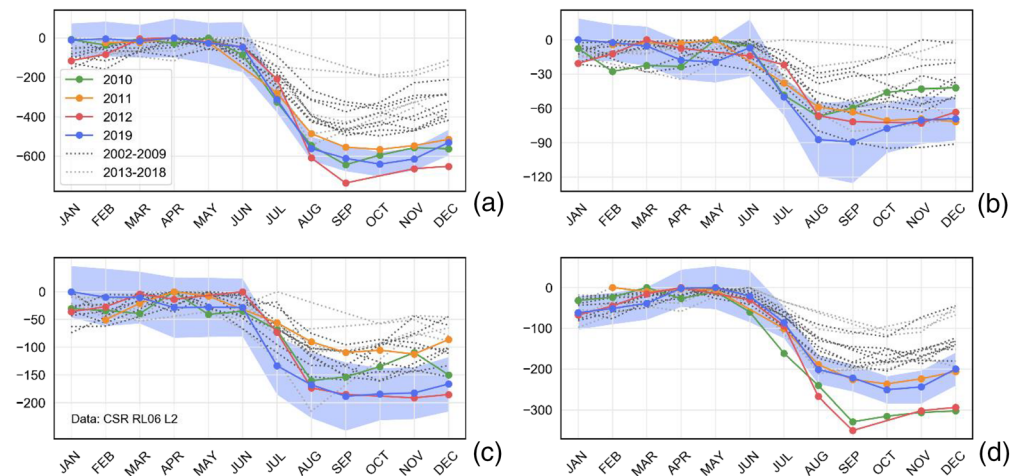 0
−200
−400
−600
2010
2011
2012
2019
2002-2009
2013-2018
JAN FEB MAR APR MAY JUN JUL AUG SEP OCT NOV DEC
(a)
0
−30
−60
−90
−120
JAN FEB MAR APR MAY JUN JUL AUG SEP OCT NOV DEC
(b)
0
−50
−100
−150
−200
Data: CSR RL06 L2
JAN FEB MAR APR MAY JUN JUL AUG SEP OCT NOV DEC
(c)
0
−100
−200
−300
JAN FEB MAR APR MAY JUN JUL AUG SEP OCT NOV DEC
(d)